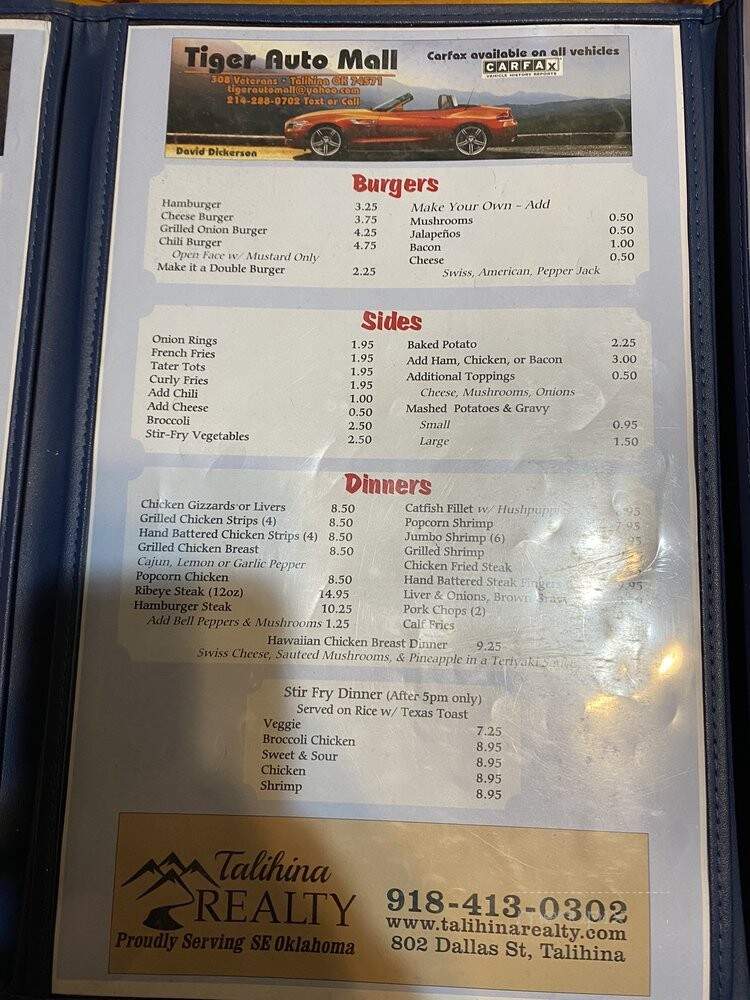 Tiger Auto Mall
Carfax available on all vehicles
CARFAX
VEHICLE HISTORY REPORTS
308 Veterans • Talihina OK 74571
tigerautomall@yahoo.com
214-288-0702 Text or Call
David Dickerson
Burgers
Hamburger 3.25
Cheese Burger 3.75
Grilled Onion Burger 4.25
Chili Burger 4.75
Open Face w/ Mustard Only
Make it a Double Burger 2.25
Make Your Own - Add
Mushrooms 0.50
Jalapeños 0.50
Bacon 1.00
Cheese 0.50
Swiss, American, Pepper Jack
Sides
Onion Rings 1.95
French Fries 1.95
Tater Tots 1.95
Curly Fries 1.95
Add Chili 1.00
Add Cheese 0.50
Broccoli 2.50
Stir-Fry Vegetables 2.50
Baked Potato 2.25
Add Ham, Chicken, or Bacon 3.00
Additional Toppings 0.50
Cheese, Mushrooms, Onions
Mashed Potatoes & Gravy
Small 0.95
Large 1.50
Dinners
Chicken Gizzards or Livers 8.50
Grilled Chicken Strips (4) 8.50
Hand Battered Chicken Strips (4) 8.50
Grilled Chicken Breast 8.50
Cajun, Lemon or Garlic Pepper
Popcorn Chicken 8.50
Ribeye Steak (12oz) 14.95
Hamburger Steak 10.25
Add Bell Peppers & Mushrooms 1.25
Catfish Fillet w/
Popcorn Shrimp
Jumbo Shrimp (6)
Grilled Shrimp
Chicken Fried Steak
Hand Battered Steak Fingers
Liver & Onions, Brown
Pork Chops (2)
Calf Fries
Hawaiian Chicken Breast Dinner 9.25
Swiss Cheese, Sauteed Mushrooms, & Pineapple in a Teriyaki
Stir Fry Dinner (After 5pm only)
Served on Rice w/ Texas Toast
Veggie 7.25
Broccoli Chicken 8.95
Sweet & Sour 8.95
Chicken 8.95
Shrimp 8.95
Talihina
REALTY
Proudly Serving SE Oklahoma
918-413-0302
www.talihinarealty.com
802 Dallas St, Talihina